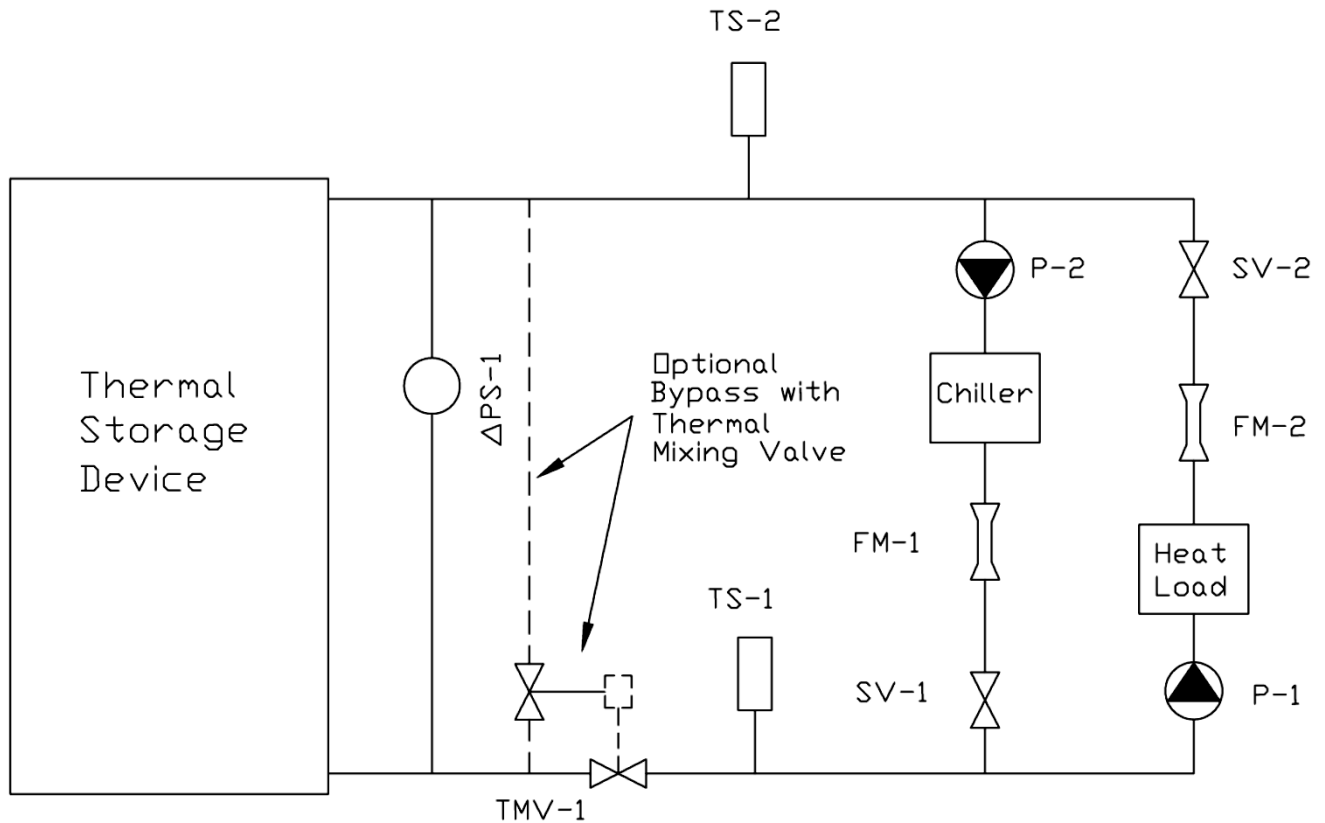 TS-2
P-2
SV-2
Thermal
Storage
Device
ΔPS-1
Optional
Bypass with
Thermal
Mixing Valve
Chiller
FM-2
FM-1
Heat
Load
TS-1
SV-1
P-1
TMV-1